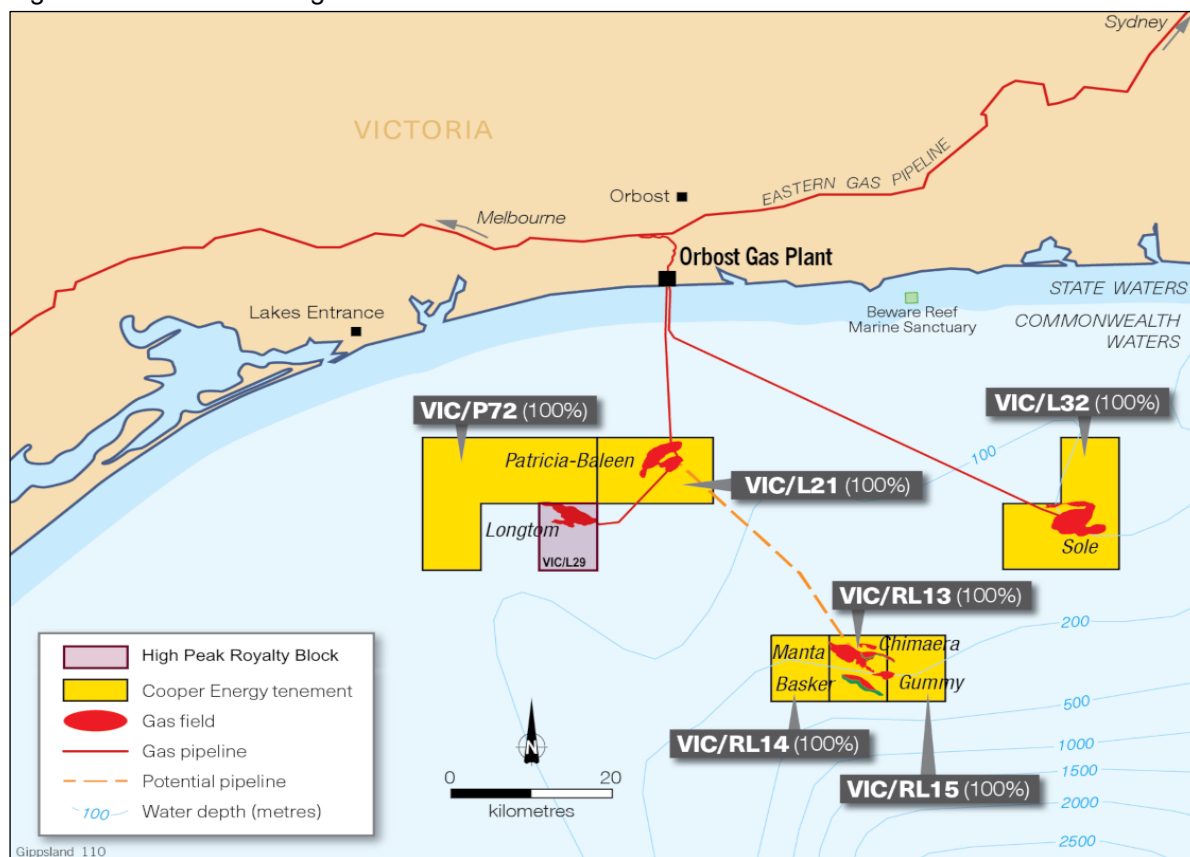 Sydney
VICTORIA
Orbost
EASTERN GAS PIPELINE
Melbourne
Orbost Gas Plant
Lakes Entrance
Beware Reef
Marine Sanctuary
STATE WATERS
COMMONWEALTH
WATERS
VIC/P72 (100%)
VIC/L32 (100%)
100
Patricia-Baleen
VIC/L21 (100%)
Longtom
VIC/L29
Sole
VIC/RL13 (100%)
200
Manta
Chimaera
Basker
Gummy
VIC/RL14 (100%)
VIC/RL15 (100%)
500
1000
1500
2000
2500
High Peak Royalty Block
Cooper Energy tenement
Gas field
Gas pipeline
Potential pipeline
100
Water depth (metres)
N
0
20
kilometres
Gippsland 110